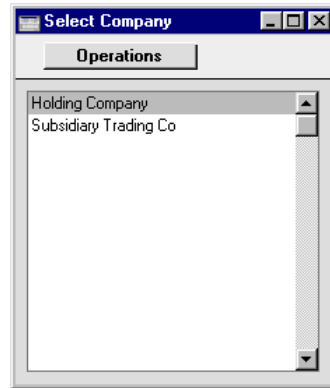 Select Company
Operations
Holding Company
Subsidiary Trading Co